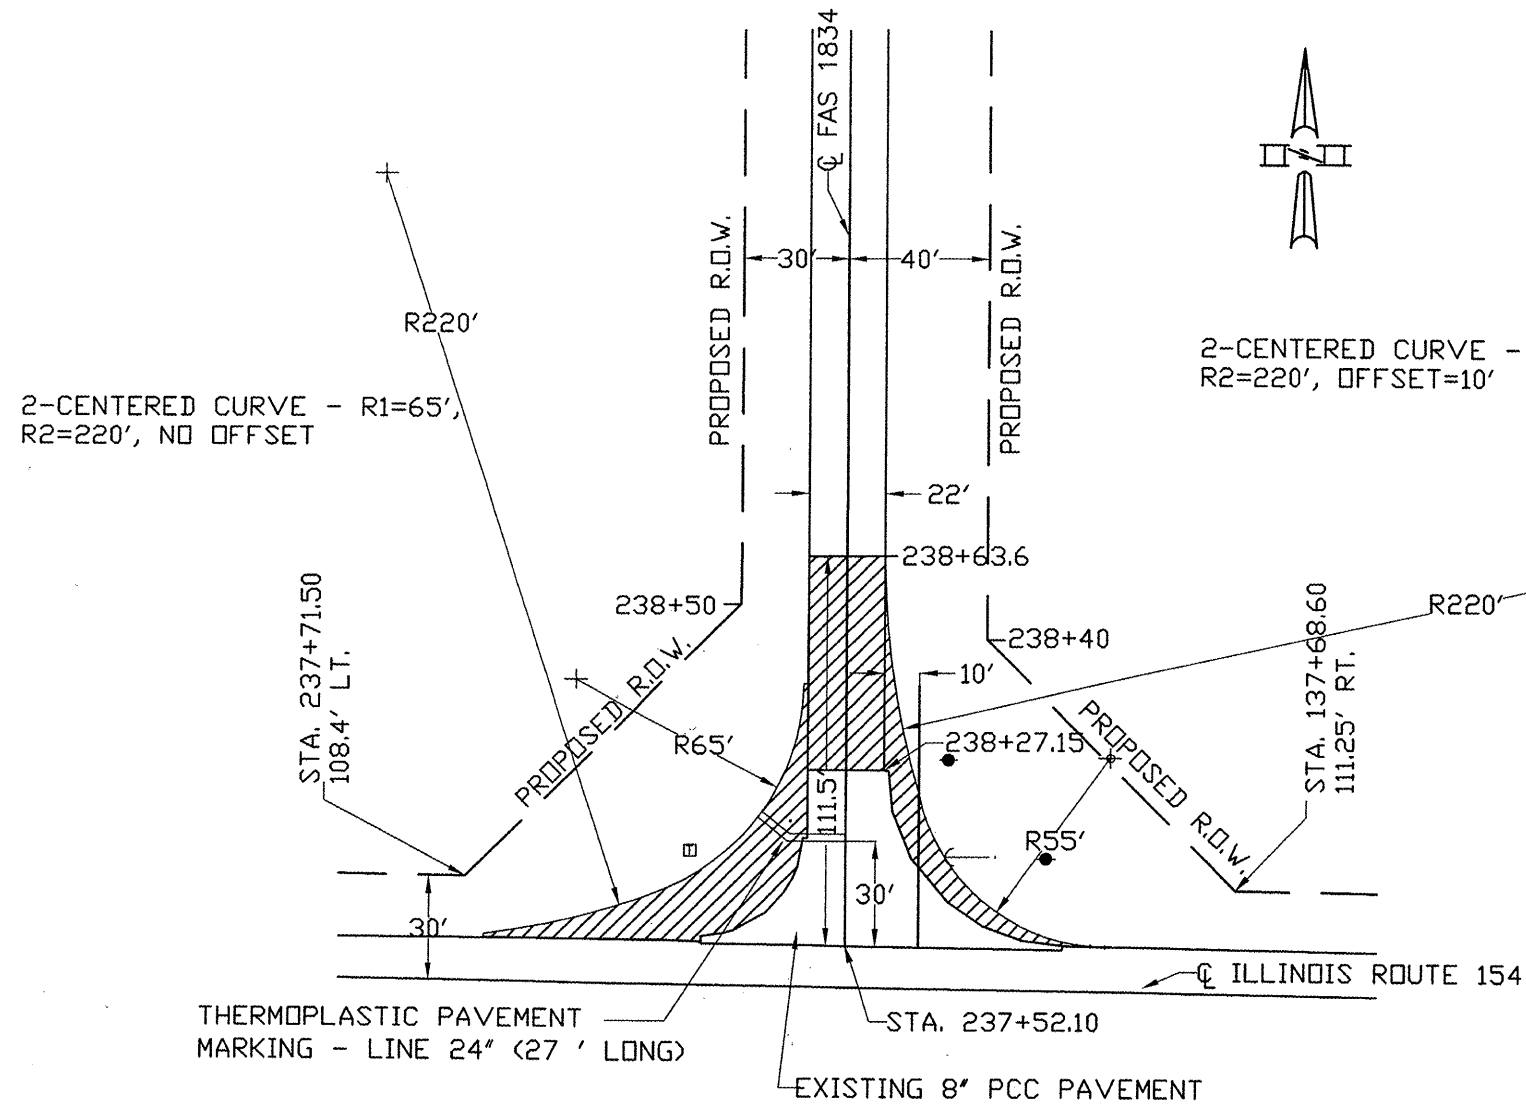 ℄ FAS 1834
PROPOSED R.O.W.
30'
40'
PROPOSED R.O.W.
R220'
2-CENTERED CURVE - R1=65',
R2=220', NO OFFSET
2-CENTERED CURVE -
R2=220', OFFSET=10'
22'
238+63.6
238+50
238+40
R220'
STA. 237+71.50
108.4' LT.
PROPOSED R.O.W.
R65'
10'
238+27.15
PROPOSED R.O.W.
STA. 137+68.60
111.25' RT.
111.5'
R55'
T
30'
30'
℄ ILLINOIS ROUTE 154
THERMOPLASTIC PAVEMENT
MARKING - LINE 24" (27 ' LONG)
STA. 237+52.10
EXISTING 8" PCC PAVEMENT